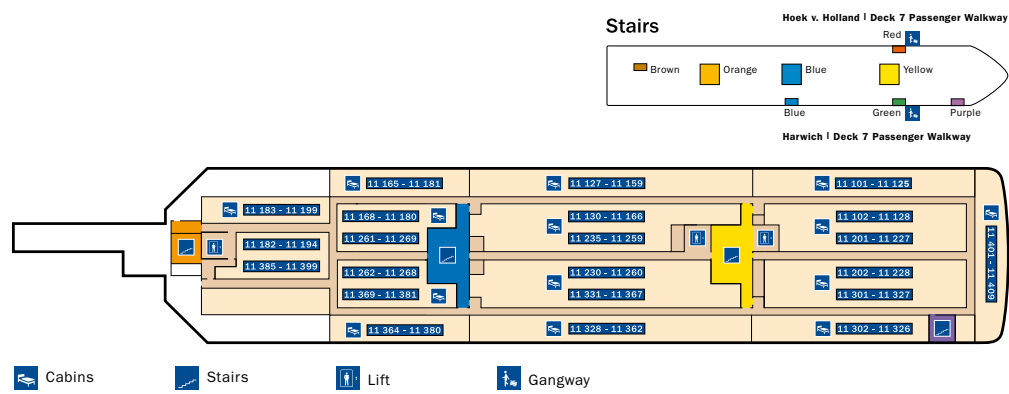 Hoek v. Holland | Deck 7 Passenger Walkway
Stairs
Red
Brown
Orange
Blue
Yellow
Blue
Green
Purple
Harwich | Deck 7 Passenger Walkway
11 165 - 11 181
11 127 - 11 159
11 101 - 11 125
11 183 - 11 199
11 168 - 11 180
11 130 - 11 166
11 102 - 11 128
11 182 - 11 194
11 261 - 11 269
11 235 - 11 259
11 201 - 11 227
11 385 - 11 399
11 262 - 11 268
11 230 - 11 260
11 202 - 11 228
11 401 - 11 409
11 369 - 11 381
11 331 - 11 367
11 301 - 11 327
11 364 - 11 380
11 328 - 11 362
11 302 - 11 326
Cabins
Stairs
Lift
Gangway